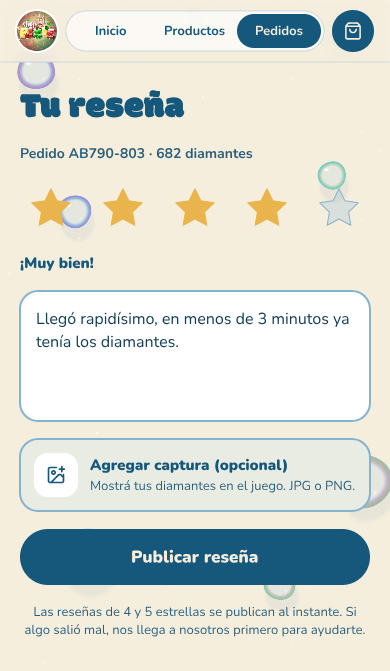 Inicio Productos Pedidos
Tu reseña
Pedido AB790-803 · 682 diamantes
¡Muy bien!
Llegó rapidísimo, en menos de 3 minutos ya
tenía los diamantes.
Agregar captura (opcional)
Mostrá tus diamantes en el juego. JPG o PNG.
Publicar reseña
Las reseñas de 4 y 5 estrellas se publican al instante. Si
algo salió mal, nos llega a nosotros primero para ayudarte.